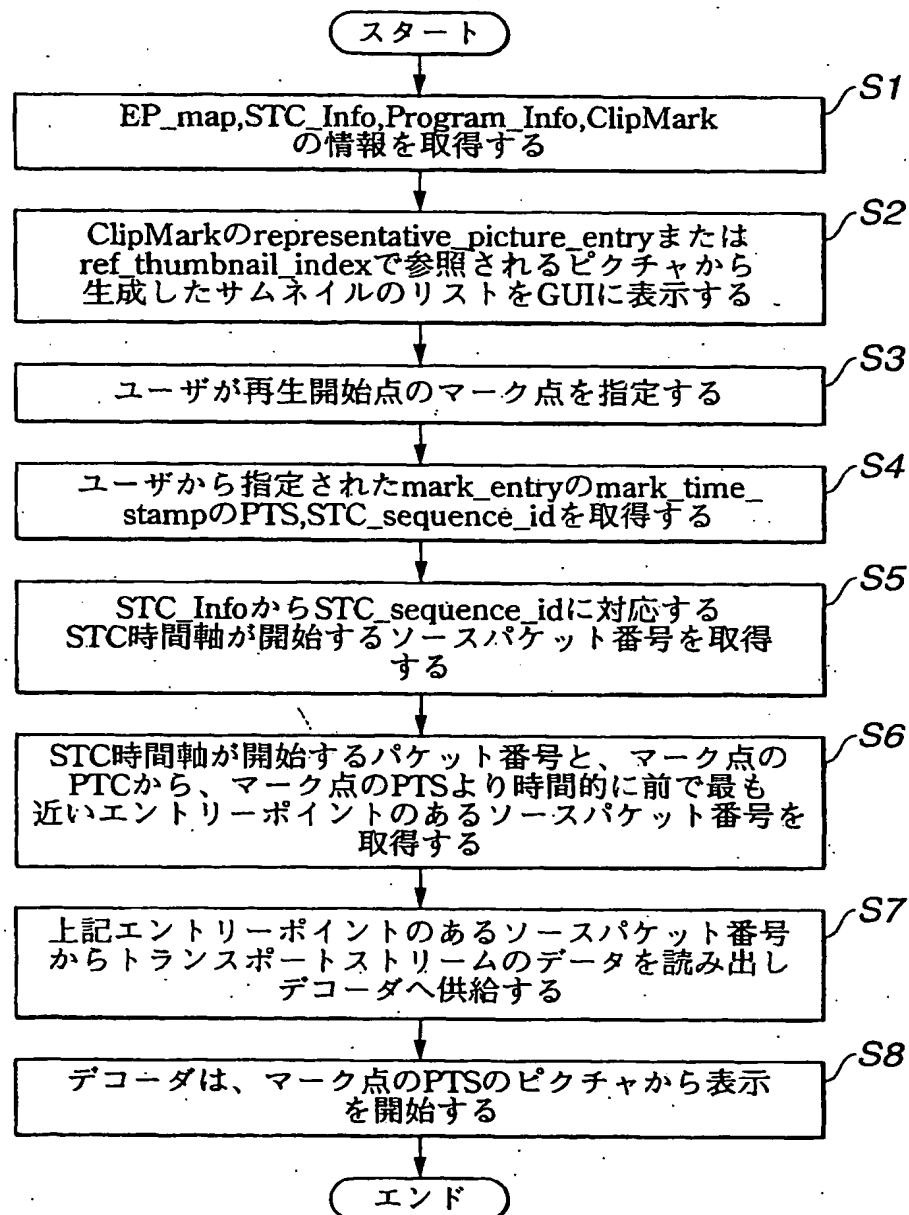 スタート
S1
EP_map,STC_Info,Program_Info,ClipMark
の情報を取得する
S2
ClipMarkのrepresentative_picture_entryまたは
ref_thumbnail_indexで参照されるピクチャから
生成したサムネイルのリストをGUIに表示する
S3
ユーザが再生開始点のマーク点を指定する
S4
ユーザから指定されたmark_entryのmark_time_
stampのPTS,STC_sequence_idを取得する
S5
STC_InfoからSTC_sequence_idに対応する
STC時間軸が開始するソースパケット番号を取得
する
S6
STC時間軸が開始するパケット番号と、マーク点の
PTCから、マーク点のPTSより時間的に前で最も
近いエントリーポイントのあるソースパケット番号を
取得する
S7
上記エントリーポイントのあるソースパケット番号
からトランスポートストリームのデータを読み出し
デコーダへ供給する
S8
デコーダは、マーク点のPTSのピクチャから表示
を開始する
エンド